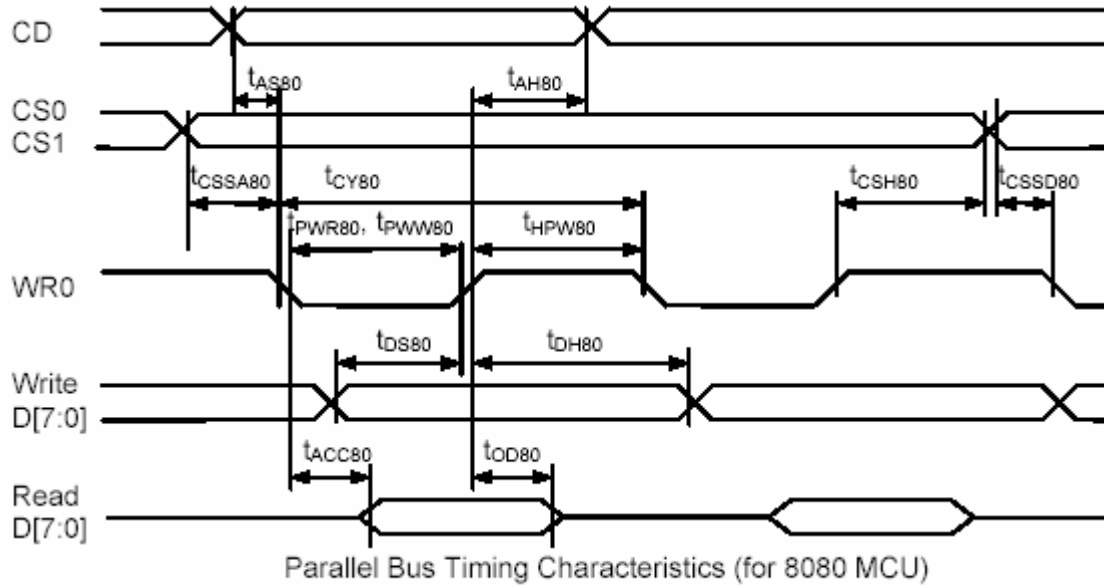 CD
tAS80
tAH80
CS0
CS1
tCSSA80
tCY80
tCSH80
tCSSD80
tPWR80, tPWW80
tHPW80
WR0
tDS80
tDH80
Write
D[7:0]
tACC80
tOD80
Read
D[7:0]
Parallel Bus Timing Characteristics (for 8080 MCU)